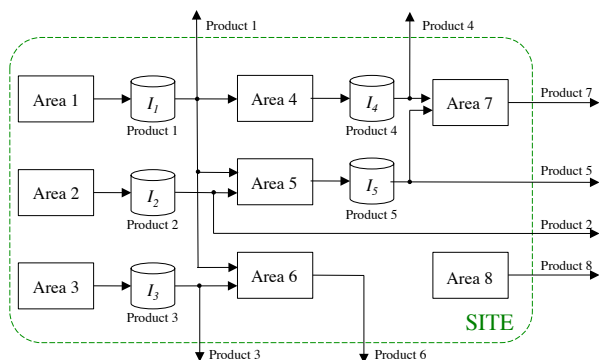 Product 1
Product 4
Area 1
I1
Product 1
Area 4
I4
Product 4
Area 7
Product 7
Area 2
I2
Product 2
Area 5
I5
Product 5
Product 5
Product 2
Area 3
I3
Product 3
Area 6
Area 8
Product 8
SITE
Product 3
Product 6